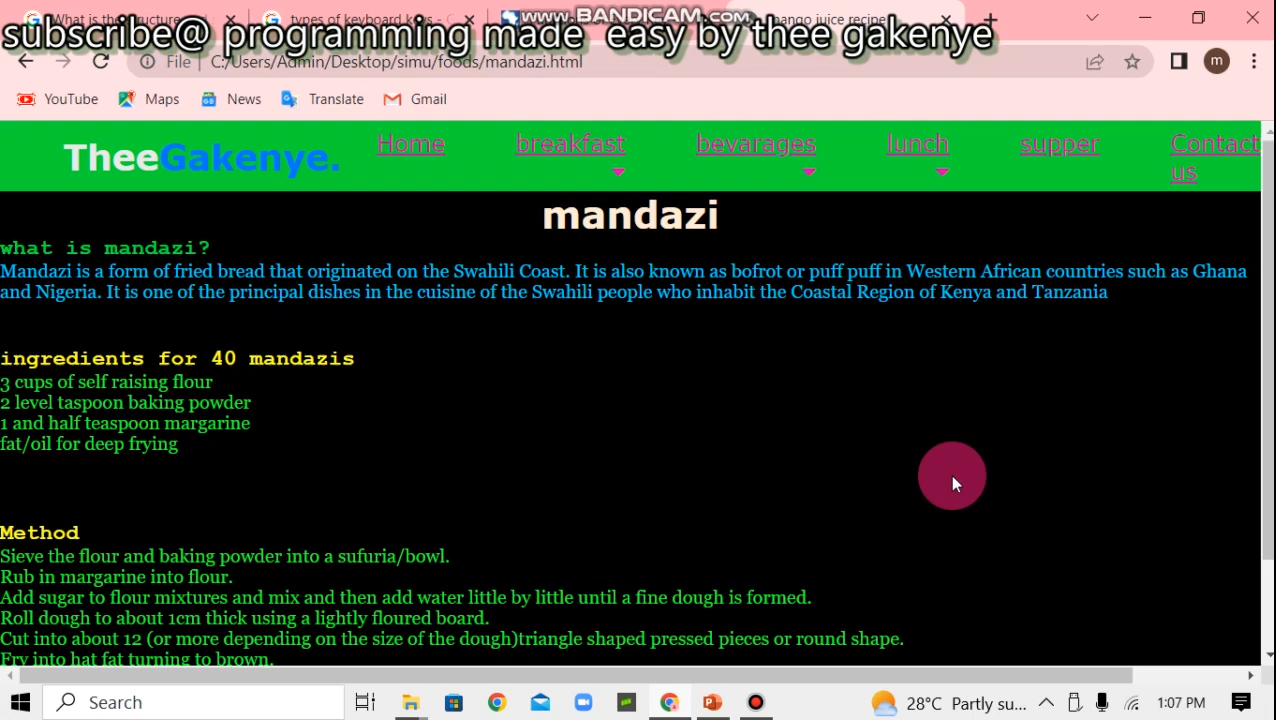 What is the structure
types of keyboard keys - G
www.BANDICAM.com
mango juice recipe
subscribe@ programming made easy by thee gakenye
File C:/Users/Admin/Desktop/simu/foods/mandazi.html
m
YouTube Maps News Translate Gmail
TheeGakenye.
Home breakfast bevarages lunch supper Contact us
mandazi
what is mandazi?
Mandazi is a form of fried bread that originated on the Swahili Coast. It is also known as bofrot or puff puff in Western African countries such as Ghana
and Nigeria. It is one of the principal dishes in the cuisine of the Swahili people who inhabit the Coastal Region of Kenya and Tanzania
ingredients for 40 mandazis
3 cups of self raising flour
2 level taspoon baking powder
1 and half teaspoon margarine
fat/oil for deep frying
Method
Sieve the flour and baking powder into a sufuria/bowl.
Rub in margarine into flour.
Add sugar to flour mixtures and mix and then add water little by little until a fine dough is formed.
Roll dough to about 1cm thick using a lightly floured board.
Cut into about 12 (or more depending on the size of the dough)triangle shaped pressed pieces or round shape.
Fry into hat fat turning to brown.
Search 28°C Partly su... 1:07 PM